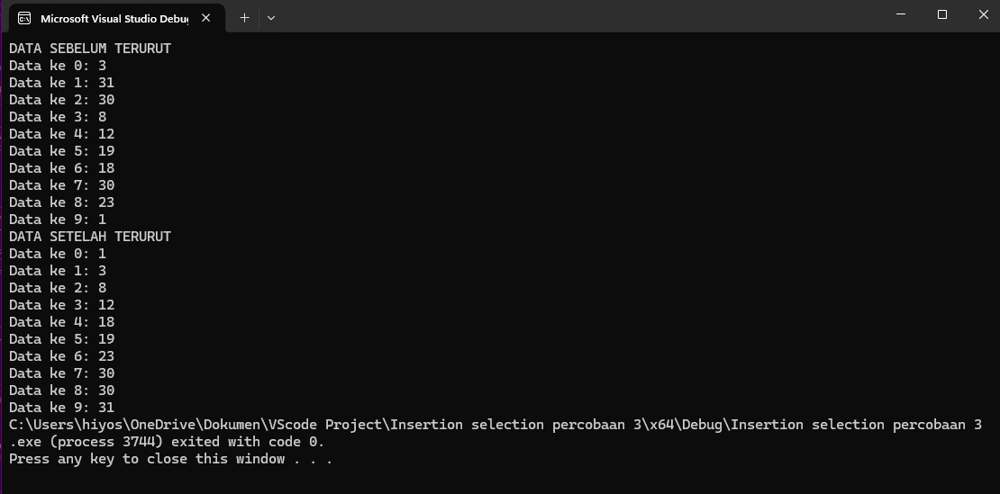 Microsoft Visual Studio Debug
DATA SEBELUM TERURUT
Data ke 0: 3
Data ke 1: 31
Data ke 2: 30
Data ke 3: 8
Data ke 4: 12
Data ke 5: 19
Data ke 6: 18
Data ke 7: 30
Data ke 8: 23
Data ke 9: 1
DATA SETELAH TERURUT
Data ke 0: 1
Data ke 1: 3
Data ke 2: 8
Data ke 3: 12
Data ke 4: 18
Data ke 5: 19
Data ke 6: 23
Data ke 7: 30
Data ke 8: 30
Data ke 9: 31
C:\Users\hiyos\OneDrive\Dokumen\VScode Project\Insertion selection percobaan 3\x64\Debug\Insertion selection percobaan 3
.exe (process 3744) exited with code 0.
Press any key to close this window . . .